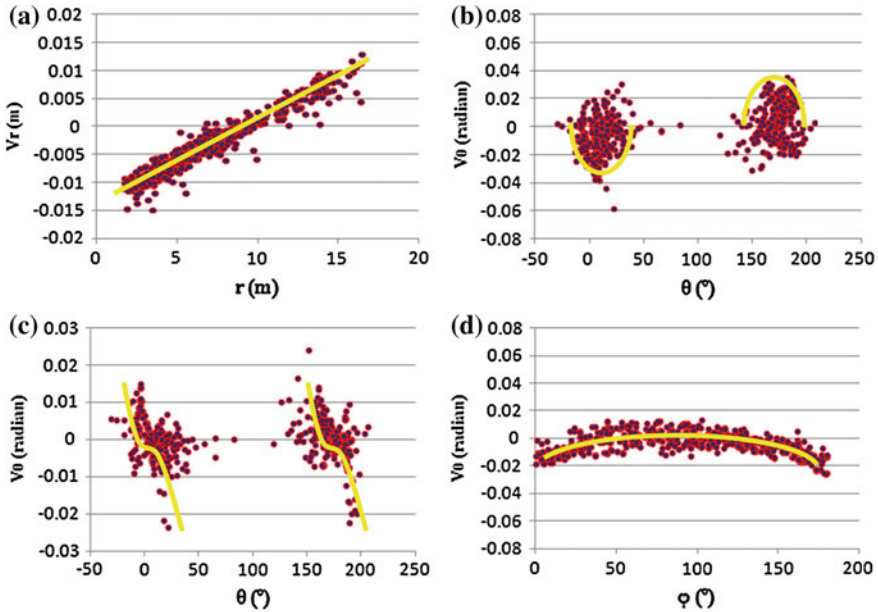 (a)
0.02
0.015
0.01
0.005
0
-0.005
-0.01
-0.015
-0.02
Vr (m)
0 5 10 15 20
r (m)
(b)
0.08
0.06
0.04
0.02
0
-0.02
-0.04
-0.06
-0.08
Vθ (radian)
-50 0 50 100 150 200 250
θ (°)
(c)
0.03
0.02
0.01
0
-0.01
-0.02
-0.03
Vθ (radian)
-50 0 50 100 150 200 250
θ (°)
(d)
0.08
0.06
0.04
0.02
0
-0.02
-0.04
-0.06
-0.08
Vθ (radian)
0 50 100 150 200
φ (°)